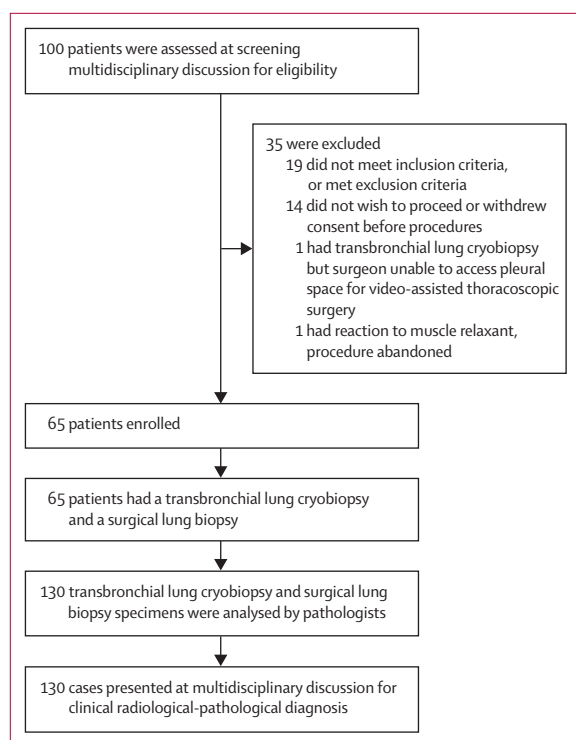 100 patients were assessed at screening
multidisciplinary discussion for eligibility
35 were excluded
19 did not meet inclusion criteria,
or met exclusion criteria
14 did not wish to proceed or withdrew
consent before procedures
1 had transbronchial lung cryobiopsy
but surgeon unable to access pleural
space for video-assisted thoracoscopic
surgery
1 had reaction to muscle relaxant,
procedure abandoned
65 patients enrolled
65 patients had a transbronchial lung cryobiopsy
and a surgical lung biopsy
130 transbronchial lung cryobiopsy and surgical lung
biopsy specimens were analysed by pathologists
130 cases presented at multidisciplinary discussion for
clinical radiological-pathological diagnosis